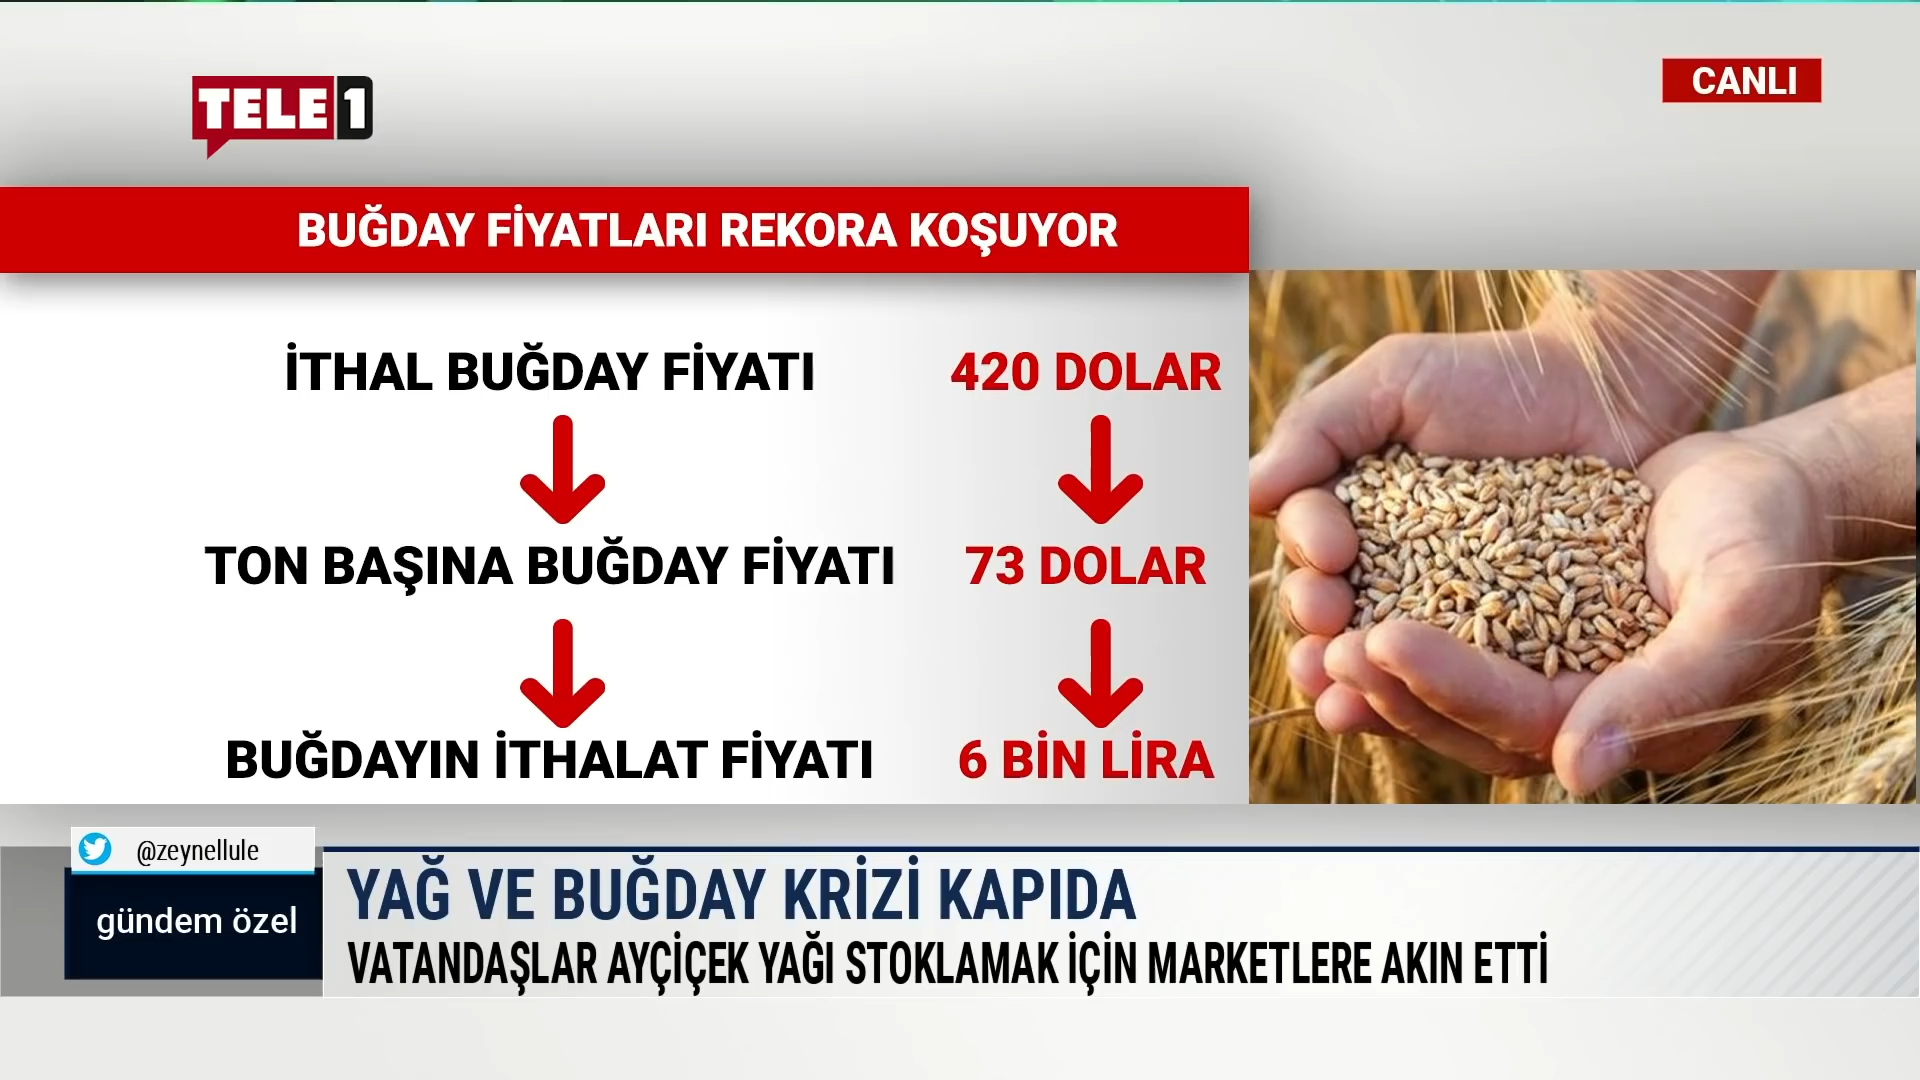 TELE1
CANLI
BUĞDAY FİYATLARI REKORA KOŞUYOR
İTHAL BUĞDAY FİYATI 420 DOLAR
TON BAŞINA BUĞDAY FİYATI 73 DOLAR
BUĞDAYIN İTHALAT FİYATI 6 BİN LİRA
@zeynellule
gündem özel
YAĞ VE BUĞDAY KRİZİ KAPIDA
VATANDAŞLAR AYÇİÇEK YAĞI STOKLAMAK İÇİN MARKETLERE AKIN ETTİ